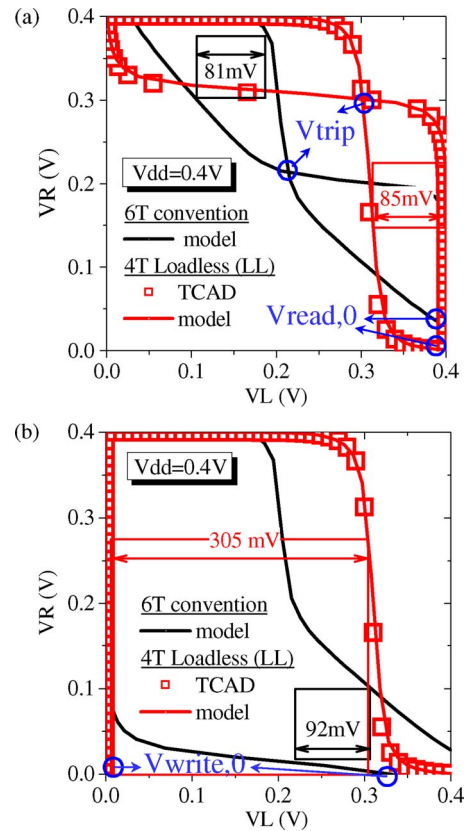 (a)
0.4
0.3
0.2
0.1
0.0
VR (V)
81mV
Vtrip
Vdd=0.4V
6T convention
model
4T Loadless (LL)
TCAD
model
85mV
Vread,0
0.0 0.1 0.2 0.3 0.4
VL (V)
(b)
0.4
0.3
0.2
0.1
0.0
VR (V)
Vdd=0.4V
305 mV
6T convention
model
4T Loadless (LL)
TCAD
model
92mV
Vwrite,0
0.0 0.1 0.2 0.3 0.4
VL (V)